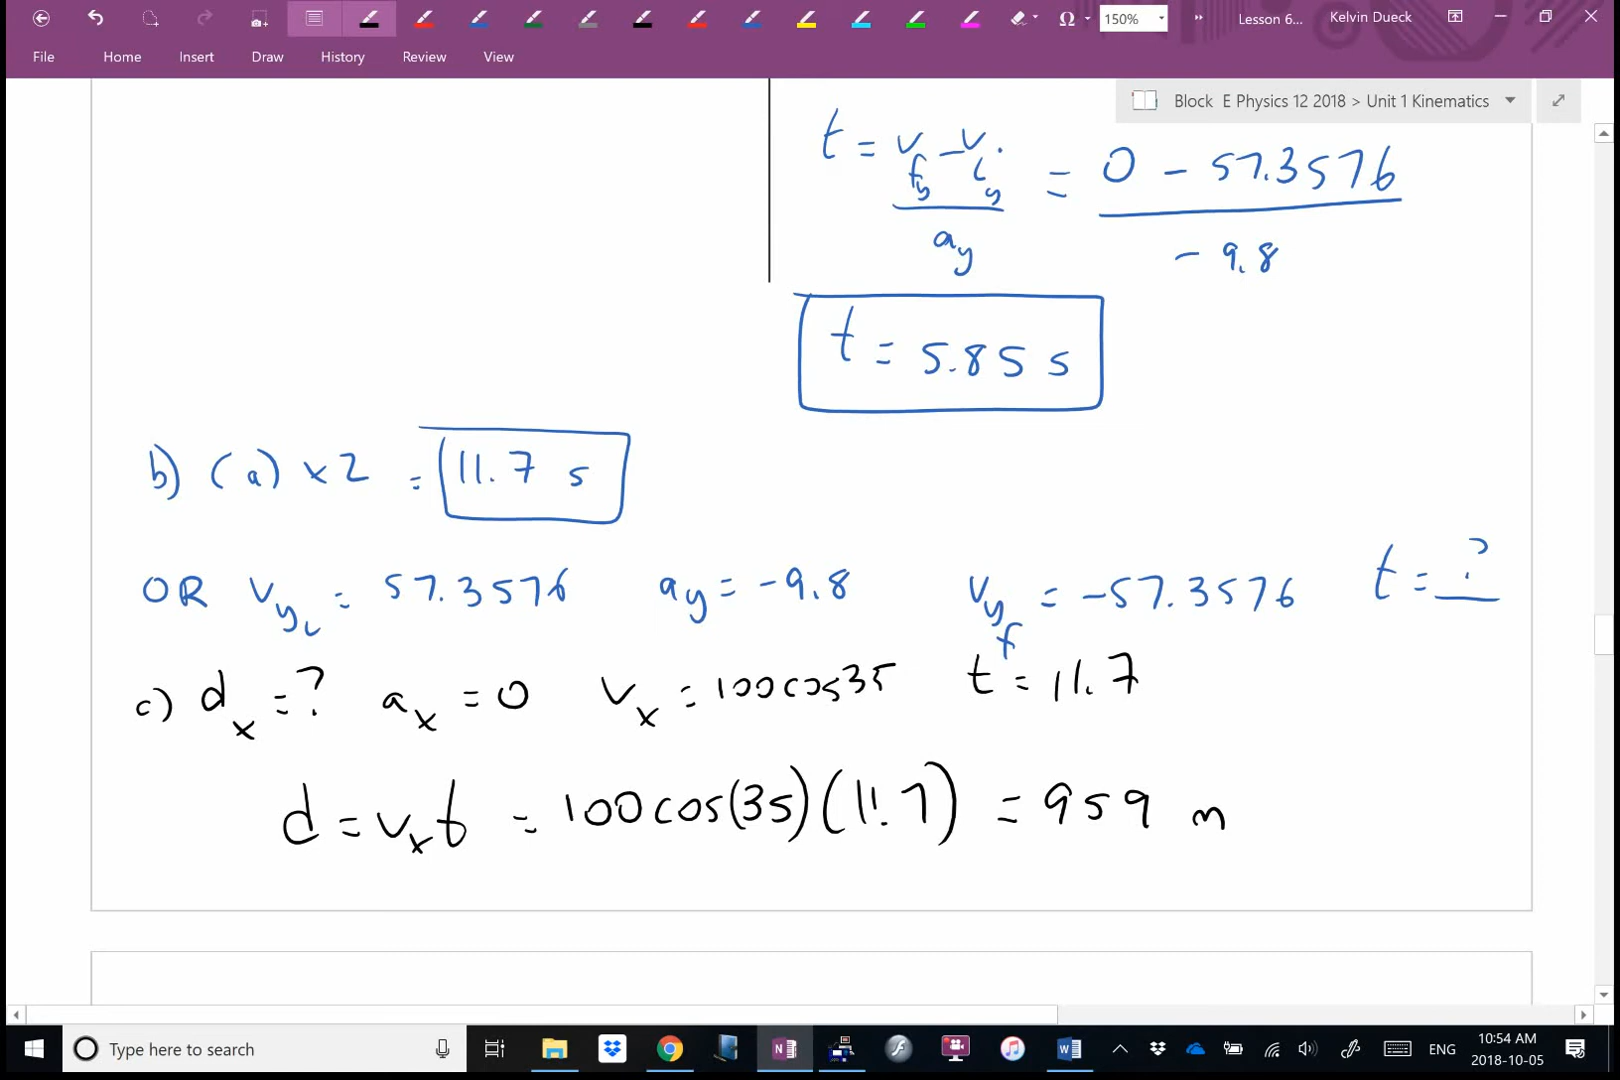 150%
Lesson 6...
Kelvin Dueck
File Home Insert Draw History Review View
Block E Physics 12 2018 > Unit 1 Kinematics
t = vfy - viy / ay = 0 - 57.3576 / -9.8
t = 5.85 s
b) (a) x 2 = 11.7 s
OR vyi = 57.3576 ay = -9.8 vyf = -57.3576 t = ?
c) dx = ? ax = 0 vx = 100cos35 t = 11.7
d = vxt = 100cos(35)(11.7) = 959 m
Type here to search
ENG
10:54 AM
2018-10-05